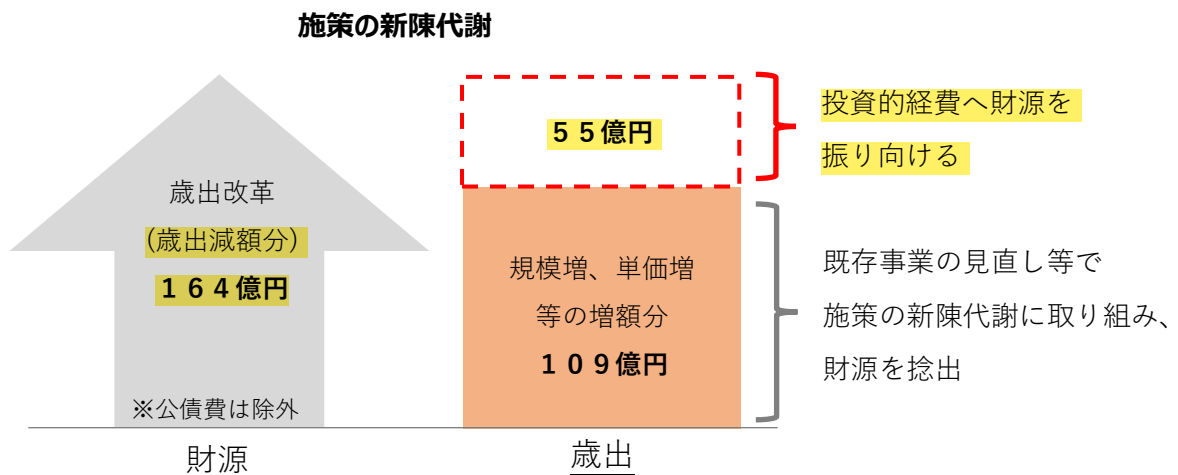 施策の新陳代謝
歳出改革
(歳出減額分)
１６４億円
※公債費は除外
財源
５５億円
規模増、単価増
等の増額分
１０９億円
歳出
投資的経費へ財源を
振り向ける
既存事業の見直し等で
施策の新陳代謝に取り組み、
財源を捻出